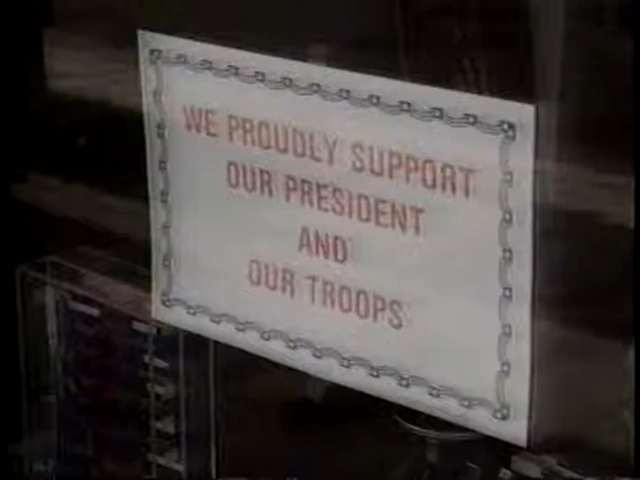 WE PROUDLY SUPPORT
OUR PRESIDENT
AND
OUR TROOPS